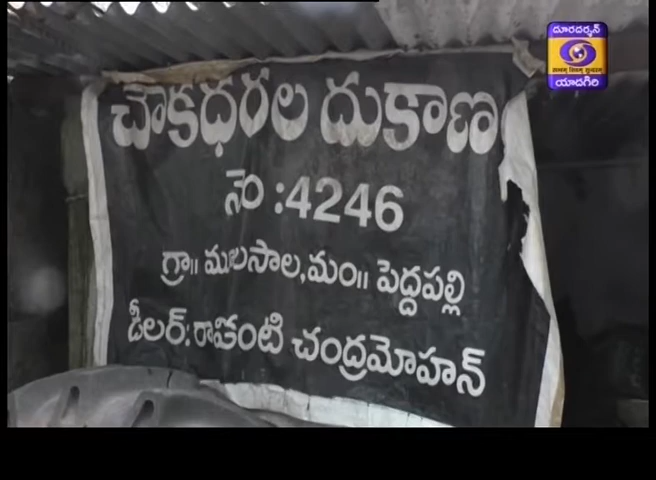 దూరదర్శన్
యాదగిరి
చౌకధరల దుకాణ
నెం :4246
గ్రా॥ ములసాల,మం॥ పెద్దపల్లి
డీలర్: రావికంటి చంద్రమోహన్